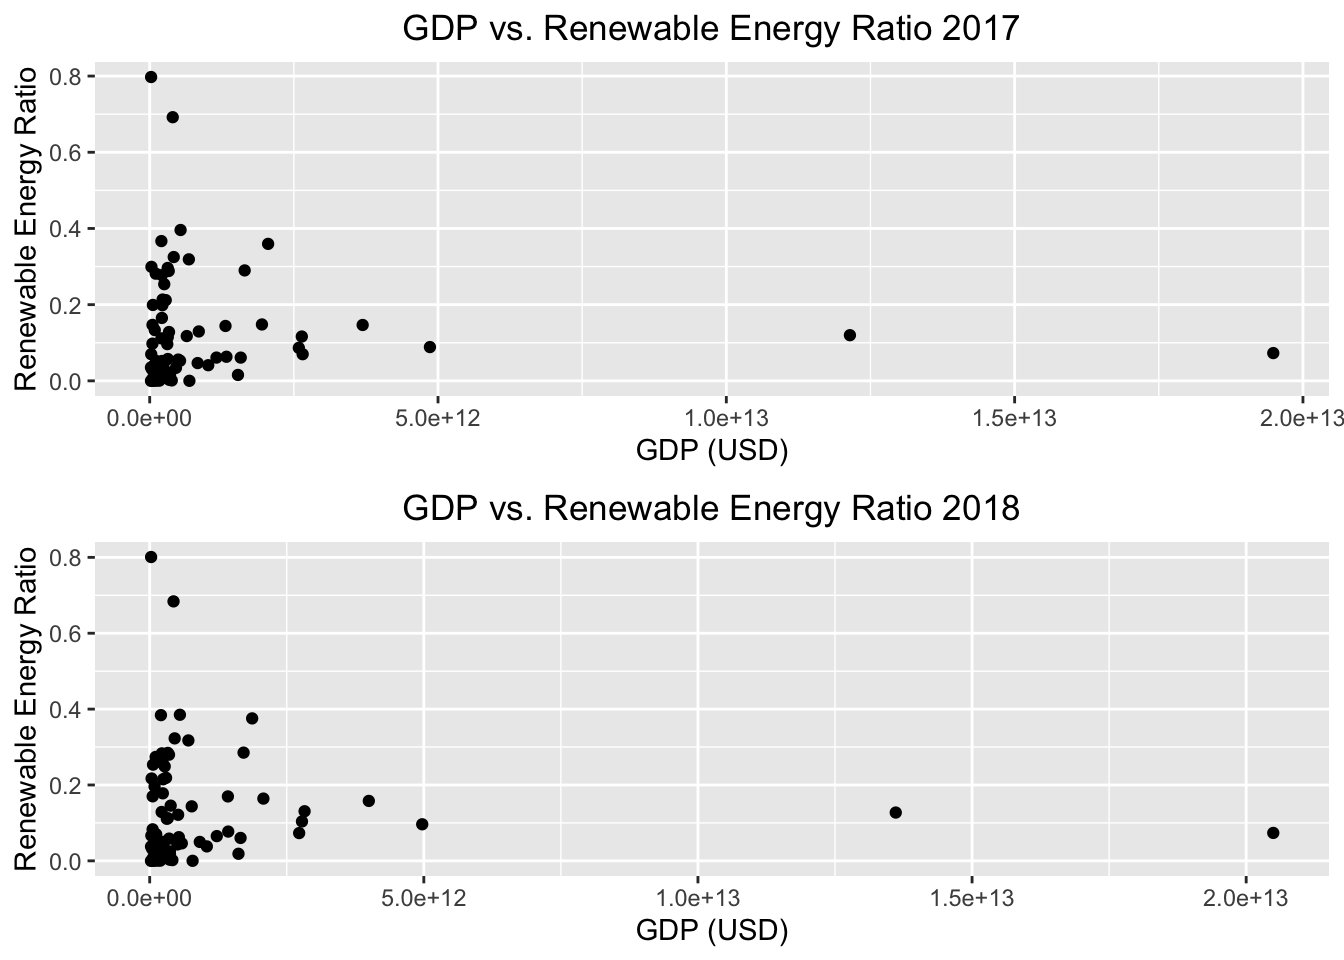 GDP vs. Renewable Energy Ratio 2017
Renewable Energy Ratio
0.8
0.6
0.4
0.2
0.0
0.0e+00 5.0e+12 1.0e+13 1.5e+13 2.0e+13
GDP (USD)
GDP vs. Renewable Energy Ratio 2018
Renewable Energy Ratio
0.8
0.6
0.4
0.2
0.0
0.0e+00 5.0e+12 1.0e+13 1.5e+13 2.0e+13
GDP (USD)